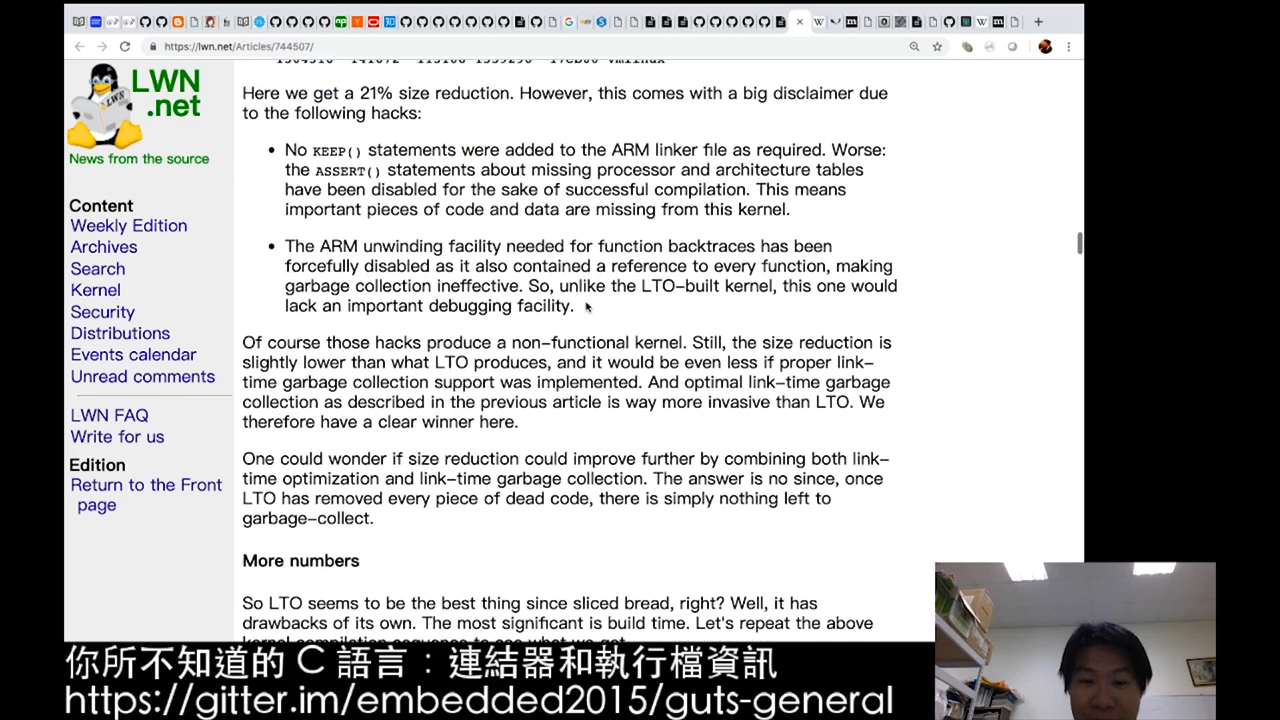 https://lwn.net/Articles/744507/
LWN
.net
News from the source
Content
Weekly Edition
Archives
Search
Kernel
Security
Distributions
Events calendar
Unread comments
LWN FAQ
Write for us
Edition
Return to the Front
page
Here we get a 21% size reduction. However, this comes with a big disclaimer due
to the following hacks:
• No KEEP() statements were added to the ARM linker file as required. Worse:
the ASSERT() statements about missing processor and architecture tables
have been disabled for the sake of successful compilation. This means
important pieces of code and data are missing from this kernel.
• The ARM unwinding facility needed for function backtraces has been
forcefully disabled as it also contained a reference to every function, making
garbage collection ineffective. So, unlike the LTO-built kernel, this one would
lack an important debugging facility.
Of course those hacks produce a non-functional kernel. Still, the size reduction is
slightly lower than what LTO produces, and it would be even less if proper link-
time garbage collection support was implemented. And optimal link-time garbage
collection as described in the previous article is way more invasive than LTO. We
therefore have a clear winner here.
One could wonder if size reduction could improve further by combining both link-
time optimization and link-time garbage collection. The answer is no since, once
LTO has removed every piece of dead code, there is simply nothing left to
garbage-collect.
More numbers
So LTO seems to be the best thing since sliced bread, right? Well, it has
drawbacks of its own. The most significant is build time. Let's repeat the above
kernel compilation sequence to see what we get
你所不知道的 C 語言：連結器和執行檔資訊
https://gitter.im/embedded2015/guts-general